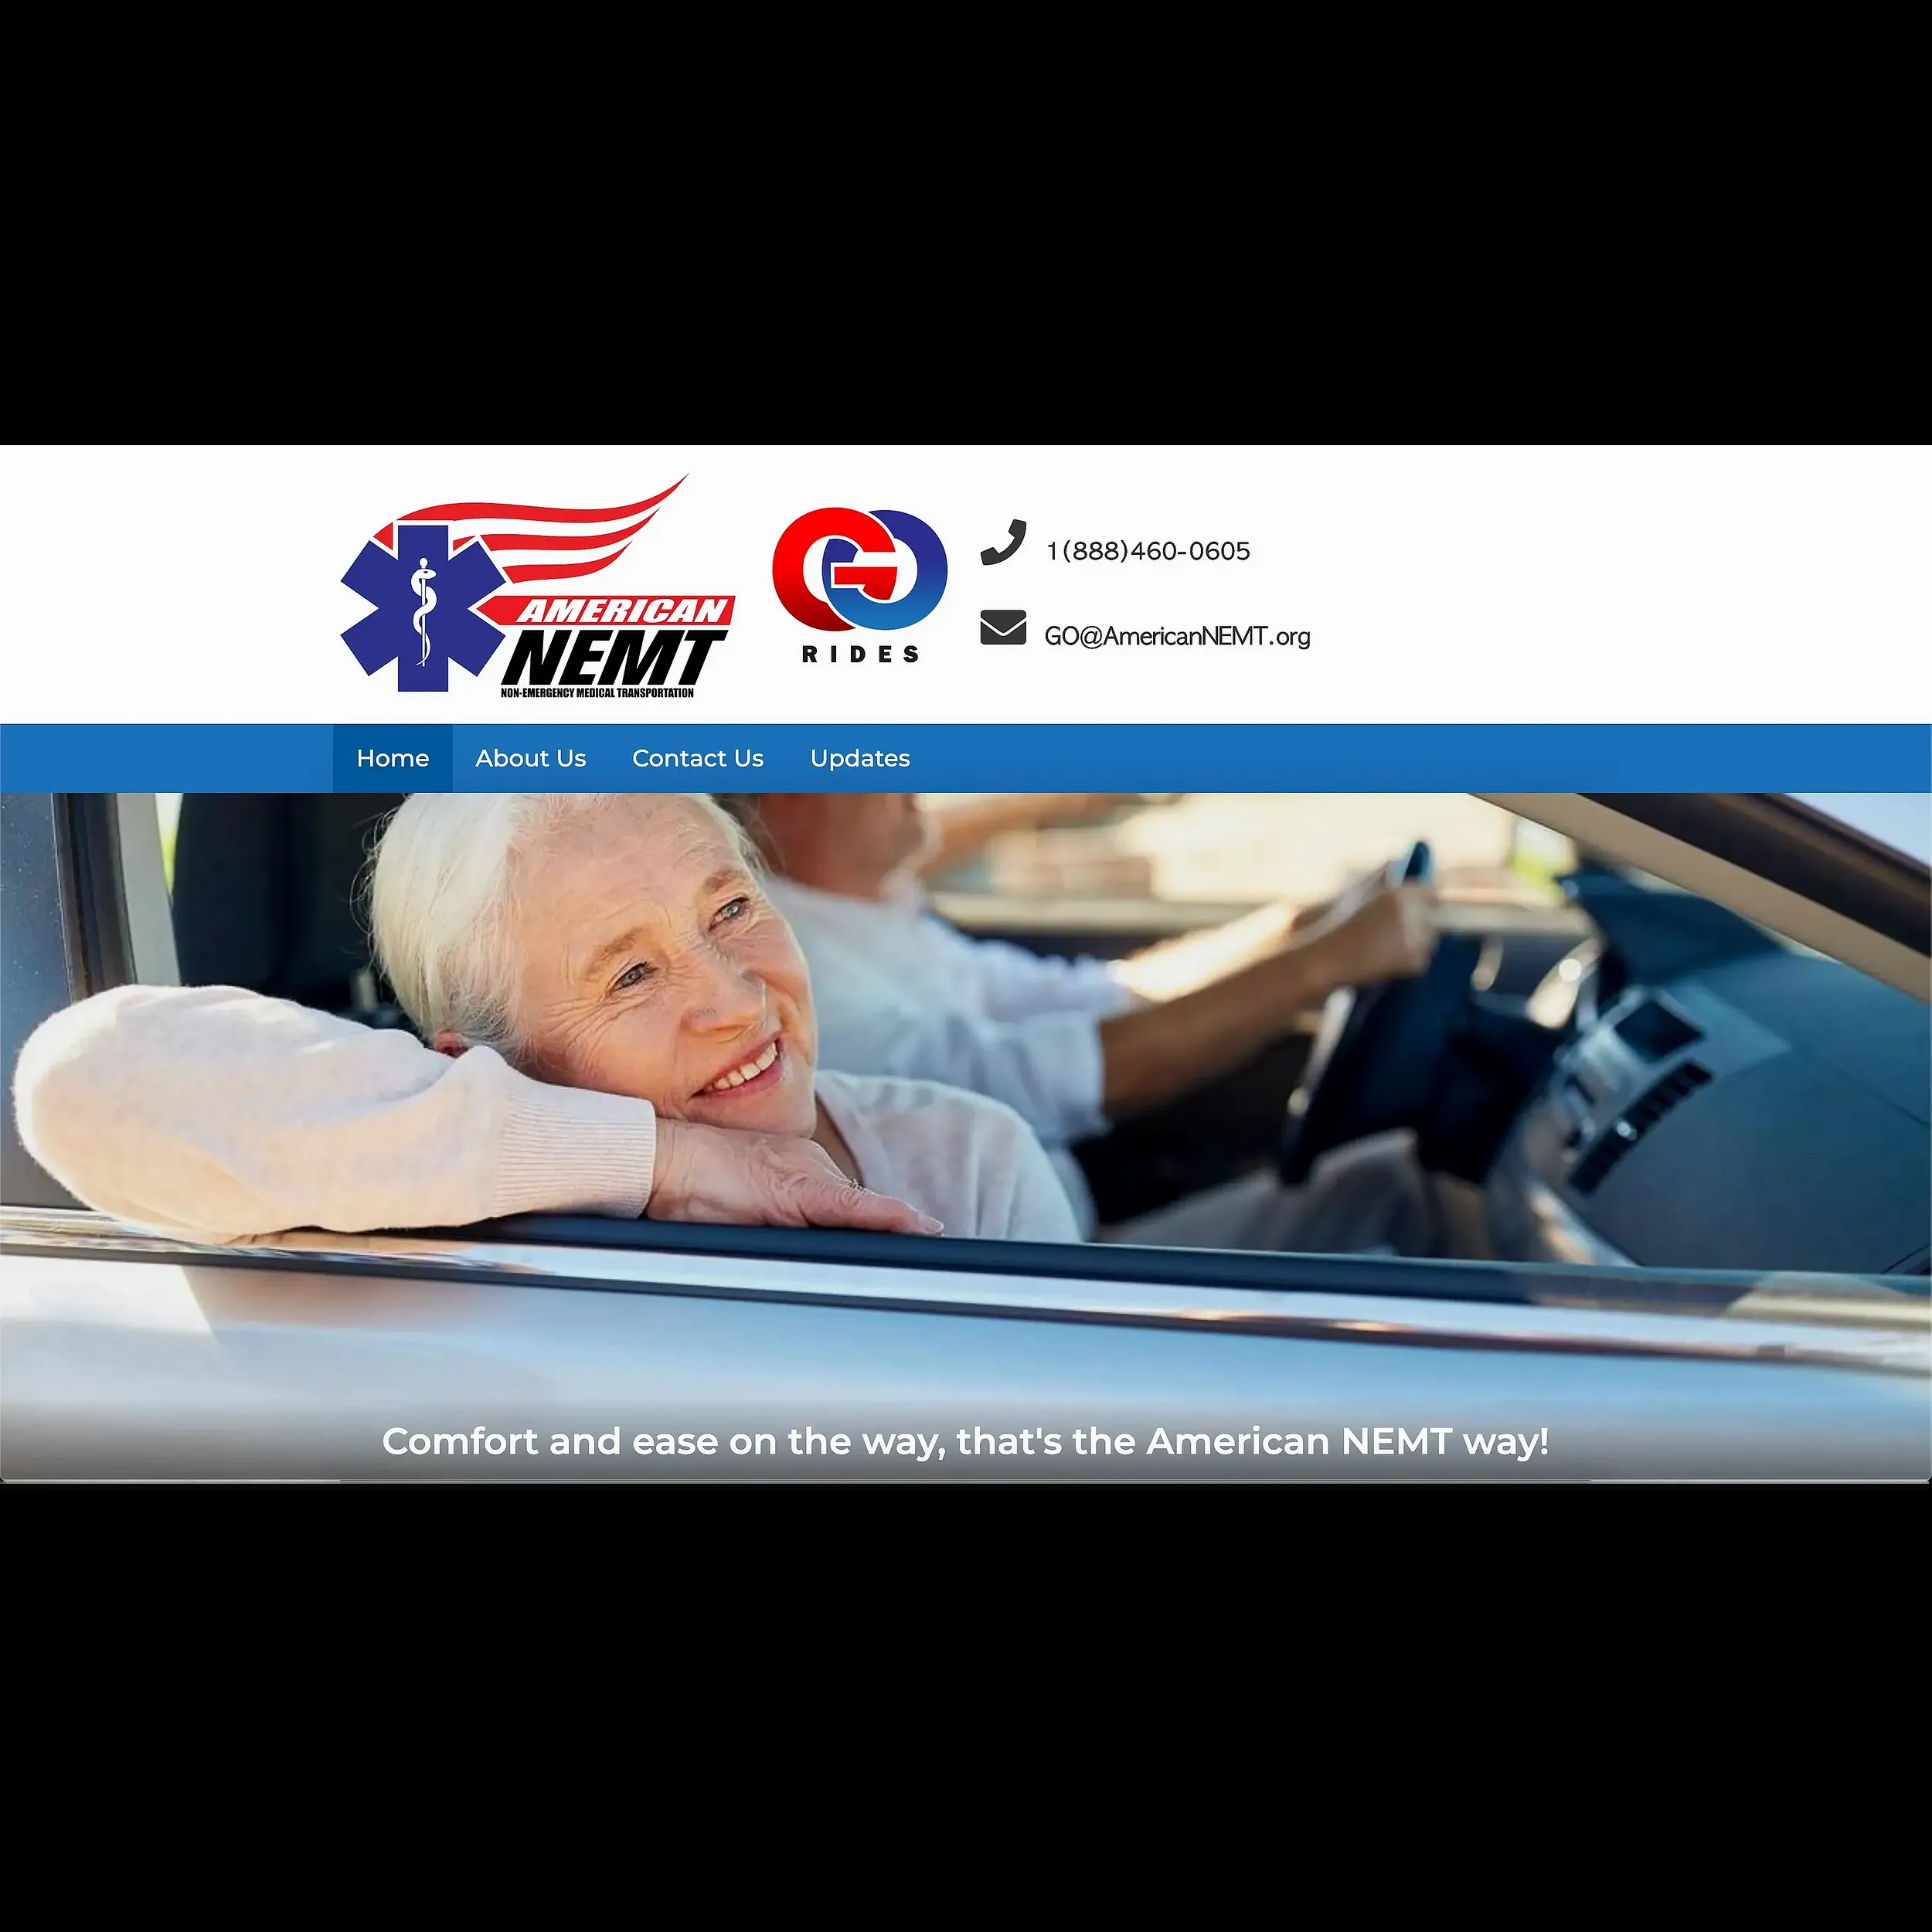 AMERICAN
NEMT
NON-EMERGENCY MEDICAL TRANSPORTATION
GO
RIDES
1(888)460-0605
GO@AmericanNEMT.org
Home About Us Contact Us Updates
Comfort and ease on the way, that's the American NEMT way!